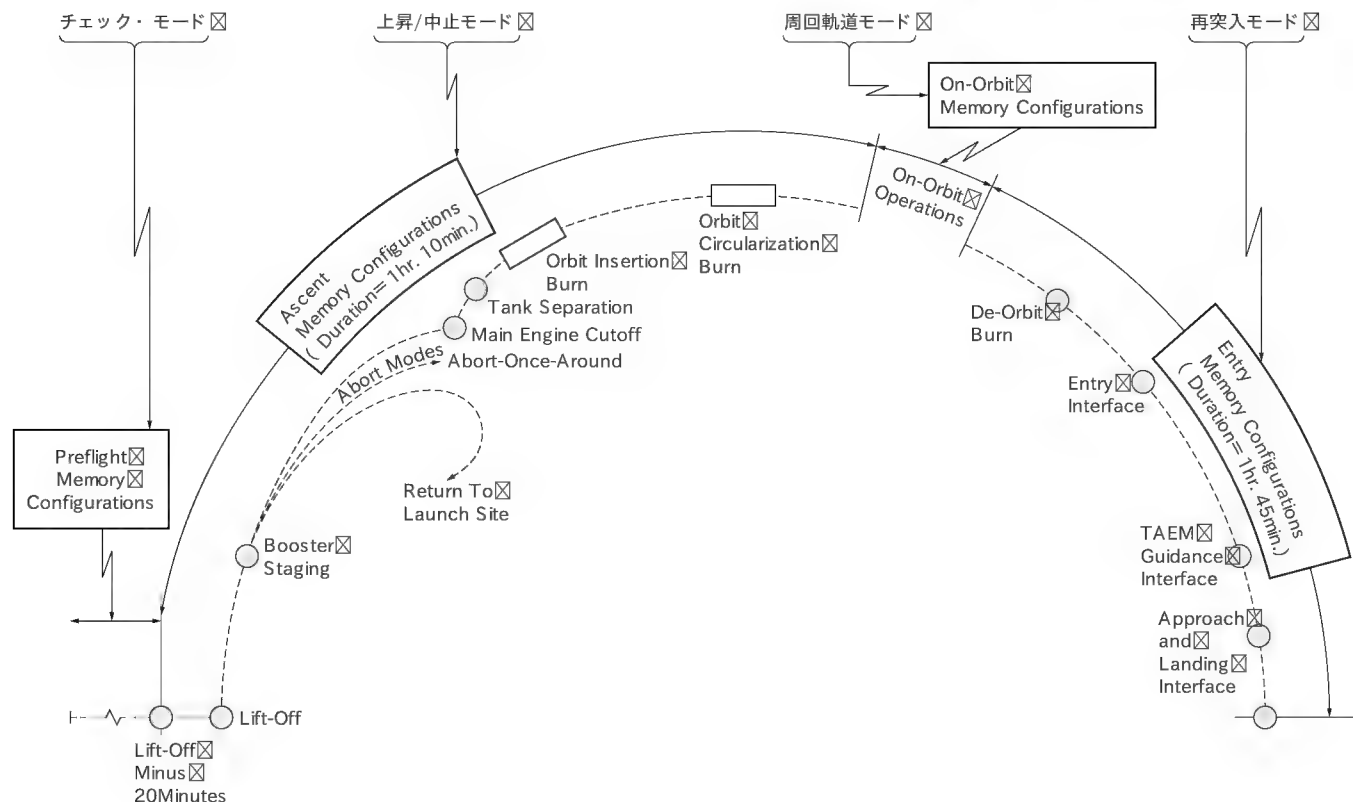 チェック・モード
上昇/中止モード
周回軌道モード
再突入モード
On-Orbit
Memory Configurations
On-Orbit
Operations
Ascent
Memory Configurations
( Duration= 1hr. 10min.)
Orbit
Circularization
Burn
Orbit Insertion
Burn
Tank Separation
Main Engine Cutoff
Abort Modes
Abort-Once-Around
De-Orbit
Burn
Entry
Interface
Entry
Memory Configurations
( Duration= 1hr. 45min.)
Preflight
Memory
Configurations
Return To
Launch Site
Booster
Staging
TAEM
Guidance
Interface
Approach
and
Landing
Interface
Lift-Off
Lift-Off
Minus
20Minutes